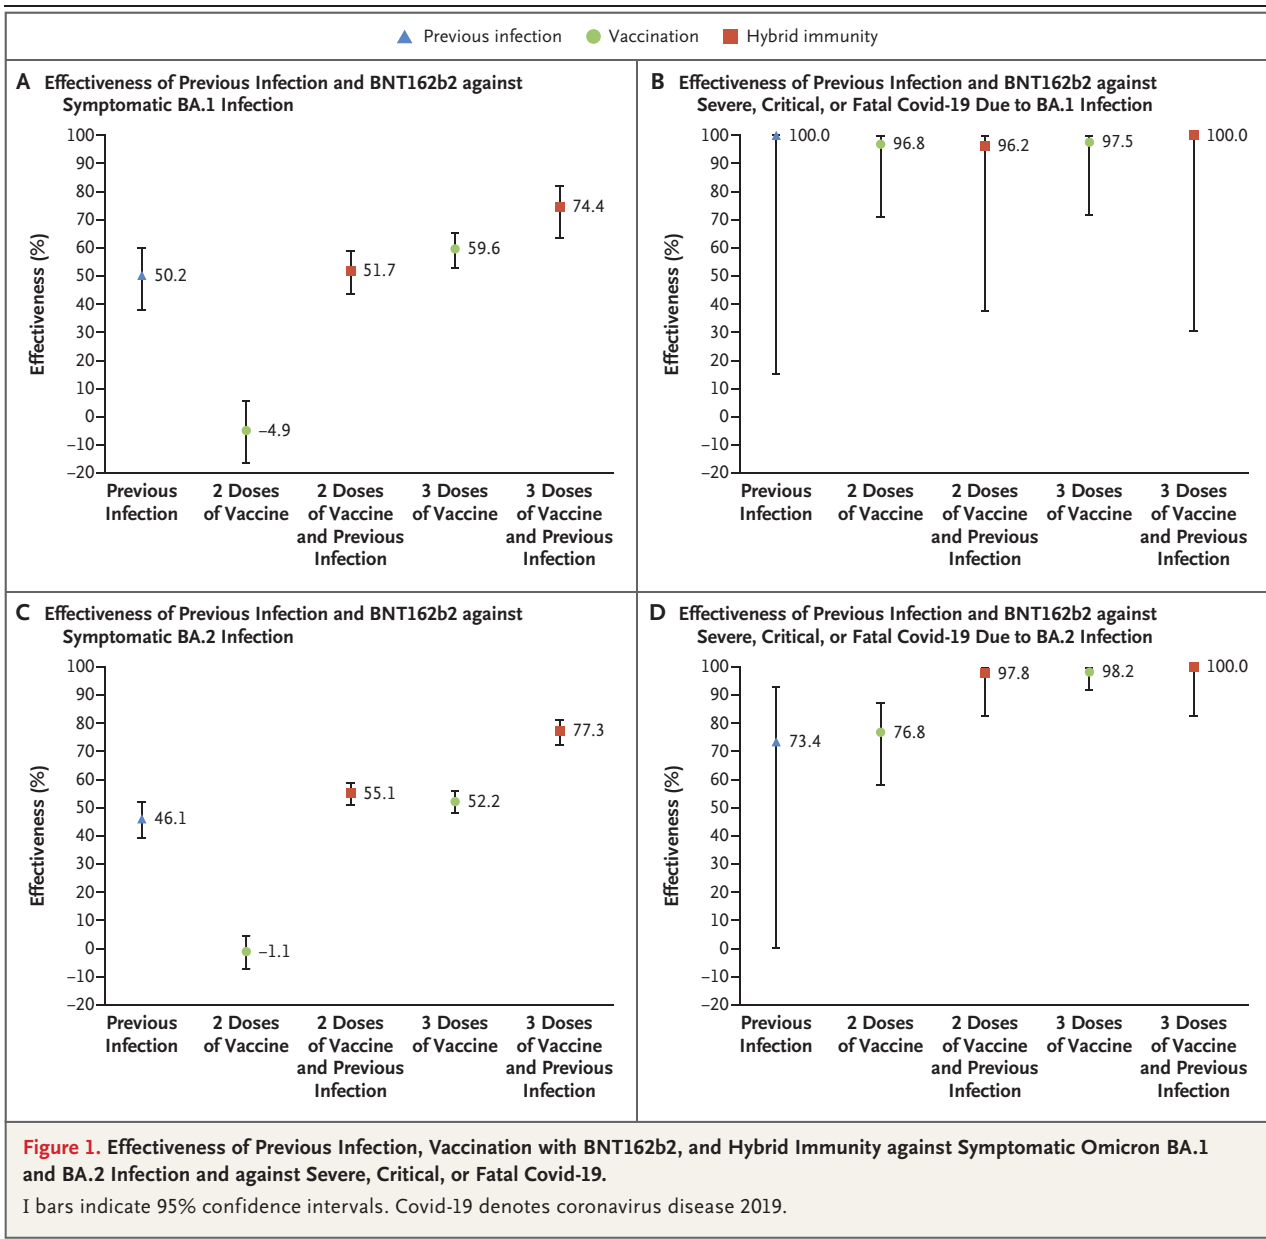 Previous infection Vaccination Hybrid immunity
A Effectiveness of Previous Infection and BNT162b2 against
Symptomatic BA.1 Infection
Effectiveness (%)
100
90
80
70
60
50
40
30
20
10
0
–10
–20
50.2
–4.9
51.7
59.6
74.4
Previous 2 Doses 2 Doses 3 Doses 3 Doses
Infection of Vaccine of Vaccine of Vaccine of Vaccine
and Previous and Previous
Infection Infection
B Effectiveness of Previous Infection and BNT162b2 against
Severe, Critical, or Fatal Covid-19 Due to BA.1 Infection
Effectiveness (%)
100
90
80
70
60
50
40
30
20
10
0
–10
–20
100.0
96.8
96.2
97.5
100.0
Previous 2 Doses 2 Doses 3 Doses 3 Doses
Infection of Vaccine of Vaccine of Vaccine of Vaccine
and Previous and Previous
Infection Infection
C Effectiveness of Previous Infection and BNT162b2 against
Symptomatic BA.2 Infection
Effectiveness (%)
100
90
80
70
60
50
40
30
20
10
0
–10
–20
46.1
–1.1
55.1
52.2
77.3
Previous 2 Doses 2 Doses 3 Doses 3 Doses
Infection of Vaccine of Vaccine of Vaccine of Vaccine
and Previous and Previous
Infection Infection
D Effectiveness of Previous Infection and BNT162b2 against
Severe, Critical, or Fatal Covid-19 Due to BA.2 Infection
Effectiveness (%)
100
90
80
70
60
50
40
30
20
10
0
–10
–20
73.4
76.8
97.8
98.2
100.0
Previous 2 Doses 2 Doses 3 Doses 3 Doses
Infection of Vaccine of Vaccine of Vaccine of Vaccine
and Previous and Previous
Infection Infection
Figure 1. Effectiveness of Previous Infection, Vaccination with BNT162b2, and Hybrid Immunity against Symptomatic Omicron BA.1
and BA.2 Infection and against Severe, Critical, or Fatal Covid-19.
I bars indicate 95% confidence intervals. Covid-19 denotes coronavirus disease 2019.